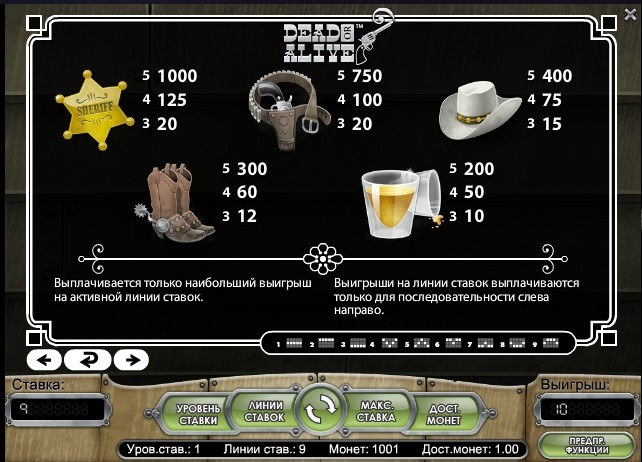 DEAD OR
ALIVE™
SHERIFF
5 1000
4 125
3 20
5 750
4 100
3 20
5 400
4 75
3 15
5 300
4 60
3 12
5 200
4 50
3 10
Выплачивается только наибольший выигрыш
на активной линии ставок.
Выигрыши на линии ставок выплачиваются
только для последовательности слева
направо.
1 2 3 4 5 6 7 8 9
Ставка:
9
УРОВЕНЬ
СТАВКИ
ЛИНИИ
СТАВОК
МАКС.
СТАВКА
ДОСТ.
МОНЕТ
Выигрыш:
10
ПРЕДПР.
ФУНКЦИИ
Уров.став.: 1 Линии став.: 9 Монет: 1001 Дост.монет: 1.00